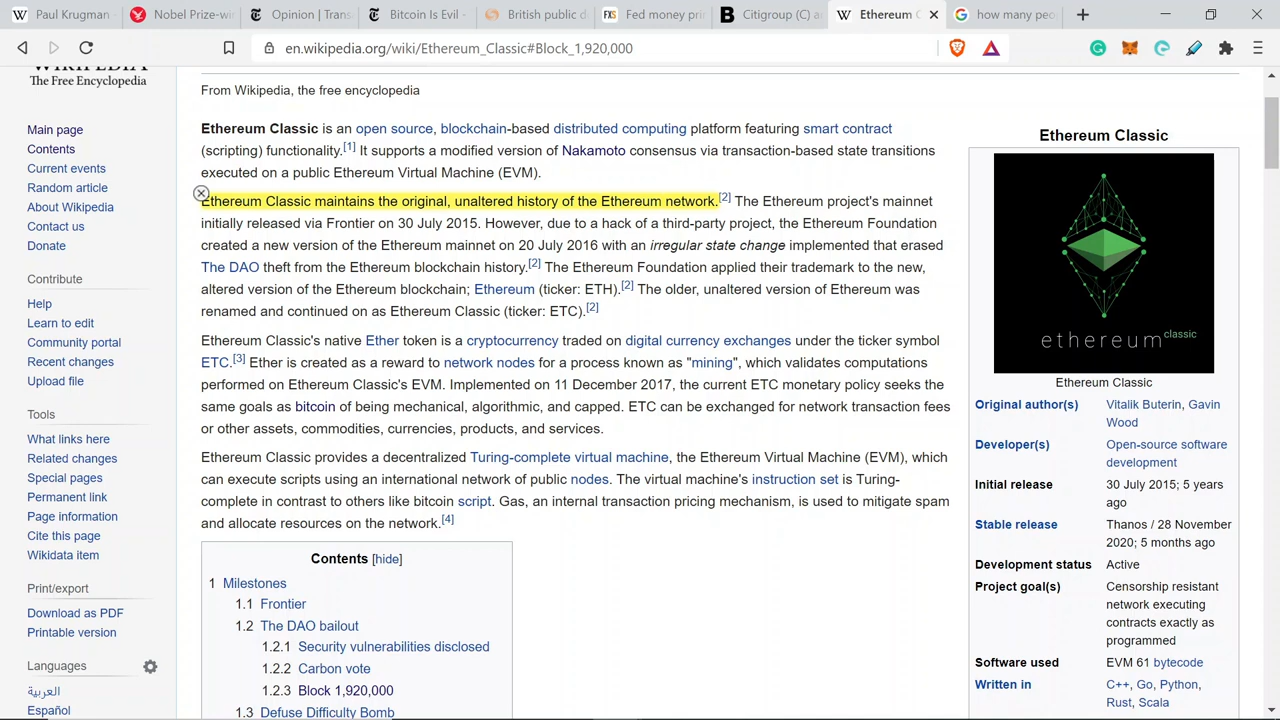 Paul Krugman - W
Nobel Prize-wi
Opinion | Trans
Bitcoin Is Evil -
British public d
Fed money pri
Citigroup (C) a
Ethereum C
how many peo
en.wikipedia.org/wiki/Ethereum_Classic#Block_1,920,000
WIKIPEDIA
The Free Encyclopedia
Main page
Contents
Current events
Random article
About Wikipedia
Contact us
Donate
Contribute
Help
Learn to edit
Community portal
Recent changes
Upload file
Tools
What links here
Related changes
Special pages
Permanent link
Page information
Cite this page
Wikidata item
Print/export
Download as PDF
Printable version
Languages
العربية
Español
From Wikipedia, the free encyclopedia
Ethereum Classic is an open source, blockchain-based distributed computing platform featuring smart contract
(scripting) functionality.[1] It supports a modified version of Nakamoto consensus via transaction-based state transitions
executed on a public Ethereum Virtual Machine (EVM).
Ethereum Classic maintains the original, unaltered history of the Ethereum network.[2] The Ethereum project's mainnet
initially released via Frontier on 30 July 2015. However, due to a hack of a third-party project, the Ethereum Foundation
created a new version of the Ethereum mainnet on 20 July 2016 with an irregular state change implemented that erased
The DAO theft from the Ethereum blockchain history.[2] The Ethereum Foundation applied their trademark to the new,
altered version of the Ethereum blockchain; Ethereum (ticker: ETH).[2] The older, unaltered version of Ethereum was
renamed and continued on as Ethereum Classic (ticker: ETC).[2]
Ethereum Classic's native Ether token is a cryptocurrency traded on digital currency exchanges under the ticker symbol
ETC.[3] Ether is created as a reward to network nodes for a process known as "mining", which validates computations
performed on Ethereum Classic's EVM. Implemented on 11 December 2017, the current ETC monetary policy seeks the
same goals as bitcoin of being mechanical, algorithmic, and capped. ETC can be exchanged for network transaction fees
or other assets, commodities, currencies, products, and services.
Ethereum Classic provides a decentralized Turing-complete virtual machine, the Ethereum Virtual Machine (EVM), which
can execute scripts using an international network of public nodes. The virtual machine's instruction set is Turing-
complete in contrast to others like bitcoin script. Gas, an internal transaction pricing mechanism, is used to mitigate spam
and allocate resources on the network.[4]
Contents [hide]
1 Milestones
1.1 Frontier
1.2 The DAO bailout
1.2.1 Security vulnerabilities disclosed
1.2.2 Carbon vote
1.2.3 Block 1,920,000
1.3 Defuse Difficulty Bomb
Ethereum Classic
ethereum classic
Ethereum Classic
Original author(s) Vitalik Buterin, Gavin
Wood
Developer(s) Open-source software
development
Initial release 30 July 2015; 5 years
ago
Stable release Thanos / 28 November
2020; 5 months ago
Development status Active
Project goal(s) Censorship resistant
network executing
contracts exactly as
programmed
Software used EVM 61 bytecode
Written in C++, Go, Python,
Rust, Scala